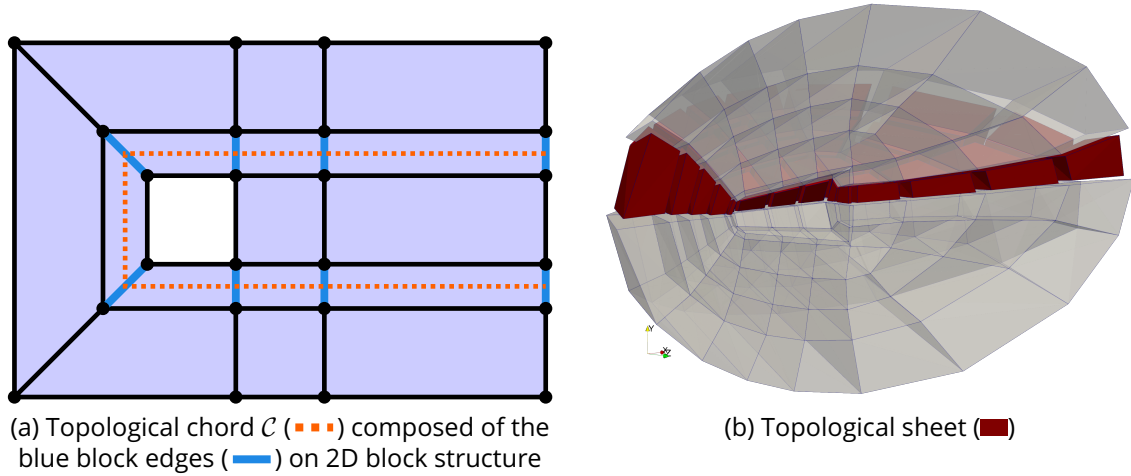 (a) Topological chord 𝒞 ( ) composed of the
blue block edges ( ) on 2D block structure
Y
X
Z
(b) Topological sheet ( )